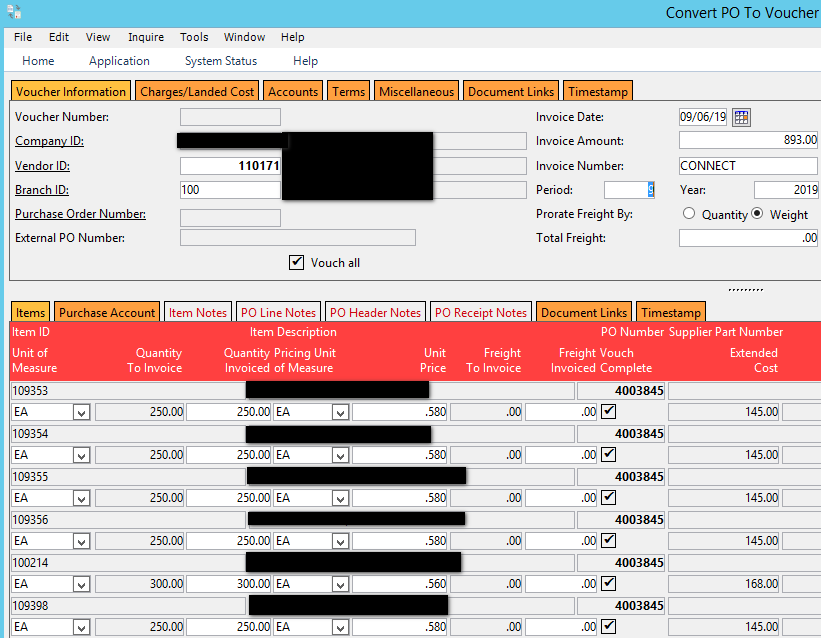 Convert PO To Voucher
File Edit View Inquire Tools Window Help
Home Application System Status Help
Voucher Information Charges/Landed Cost Accounts Terms Miscellaneous Document Links Timestamp
Voucher Number: Invoice Date: 09/06/19
Company ID: Invoice Amount: 893.00
Vendor ID: 110171 Invoice Number: CONNECT
Branch ID: 100 Period: 9 Year: 2019
Purchase Order Number: Prorate Freight By: Quantity Weight
External PO Number: Total Freight: .00
Vouch all
Items Purchase Account Item Notes PO Line Notes PO Header Notes PO Receipt Notes Document Links Timestamp
Item ID Item Description PO Number Supplier Part Number
Unit of Quantity Quantity Pricing Unit Unit Freight Freight Vouch Extended
Measure To Invoice Invoiced of Measure Price To Invoice Invoiced Complete Cost
109353 4003845
EA 250.00 250.00 EA .580 .00 .00 145.00
109354 4003845
EA 250.00 250.00 EA .580 .00 .00 145.00
109355 4003845
EA 250.00 250.00 EA .580 .00 .00 145.00
109356 4003845
EA 250.00 250.00 EA .580 .00 .00 145.00
100214 4003845
EA 300.00 300.00 EA .560 .00 .00 168.00
109398 4003845
EA 250.00 250.00 EA .580 .00 .00 145.00